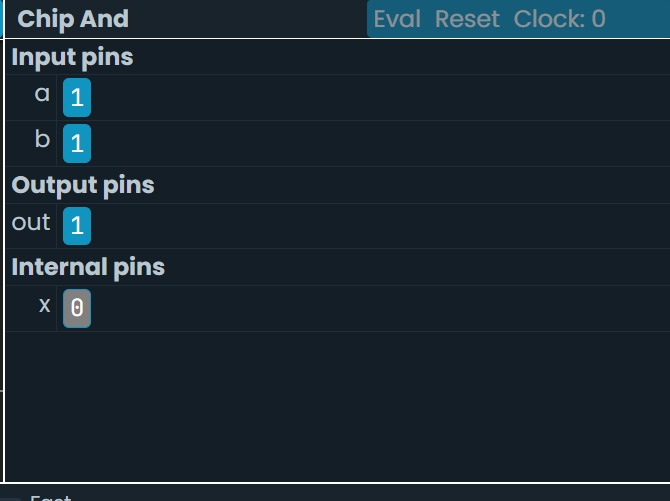 Chip And
Eval Reset Clock: 0
Input pins
a 1
b 1
Output pins
out 1
Internal pins
x 0